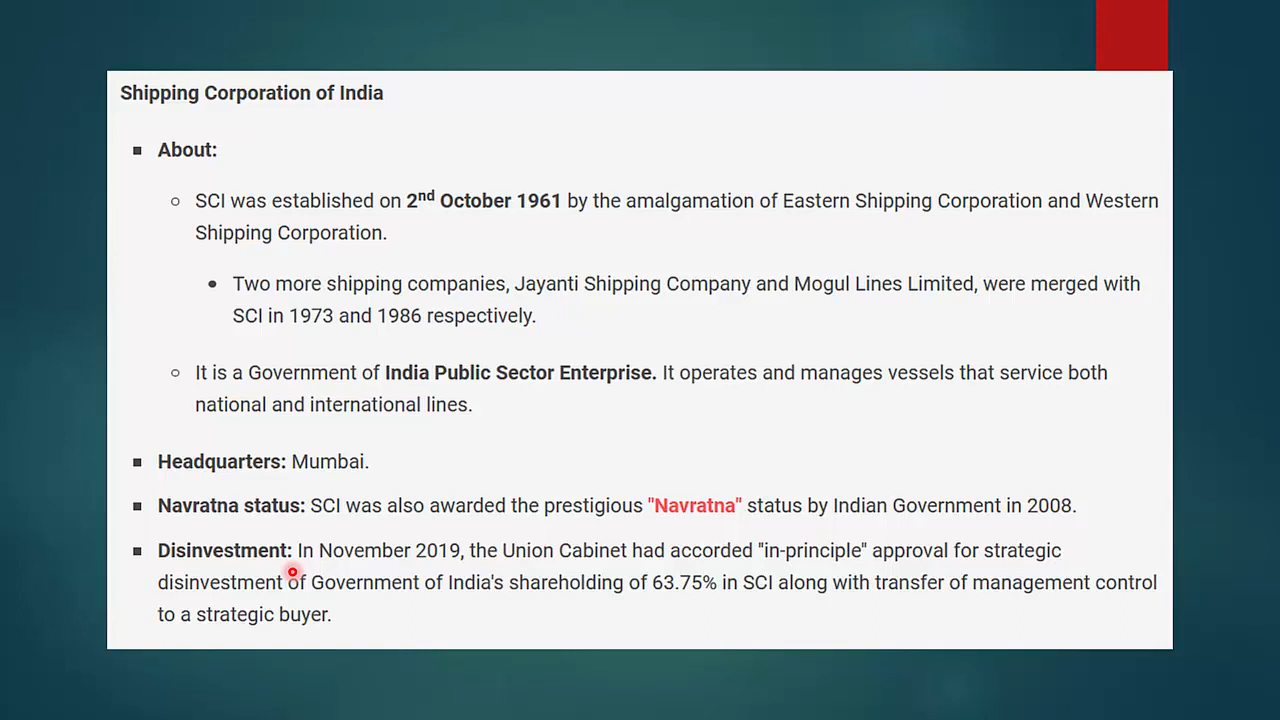 Shipping Corporation of India
About:
SCI was established on 2nd October 1961 by the amalgamation of Eastern Shipping Corporation and Western
Shipping Corporation.
Two more shipping companies, Jayanti Shipping Company and Mogul Lines Limited, were merged with
SCI in 1973 and 1986 respectively.
It is a Government of India Public Sector Enterprise. It operates and manages vessels that service both
national and international lines.
Headquarters: Mumbai.
Navratna status: SCI was also awarded the prestigious "Navratna" status by Indian Government in 2008.
Disinvestment: In November 2019, the Union Cabinet had accorded "in-principle" approval for strategic
disinvestment of Government of India's shareholding of 63.75% in SCI along with transfer of management control
to a strategic buyer.